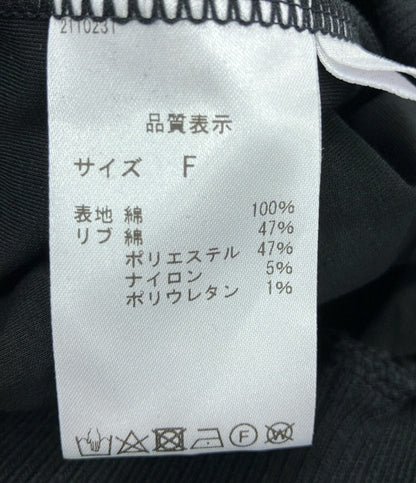 2110231
品質表示
サイズ F
表地 綿 100%
リブ 綿 47%
ポリエステル 47%
ナイロン 5%
ポリウレタン 1%
F W